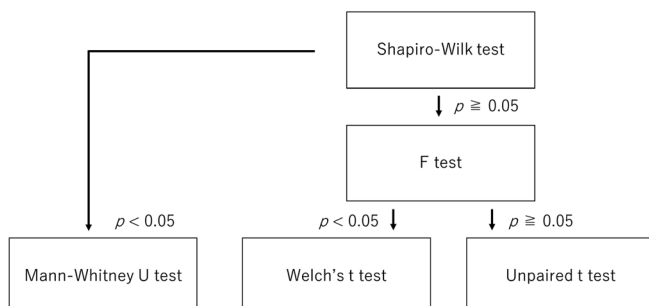 Shapiro-Wilk test
p ≧ 0.05
F test
p < 0.05
p < 0.05
p ≧ 0.05
Mann-Whitney U test
Welch's t test
Unpaired t test